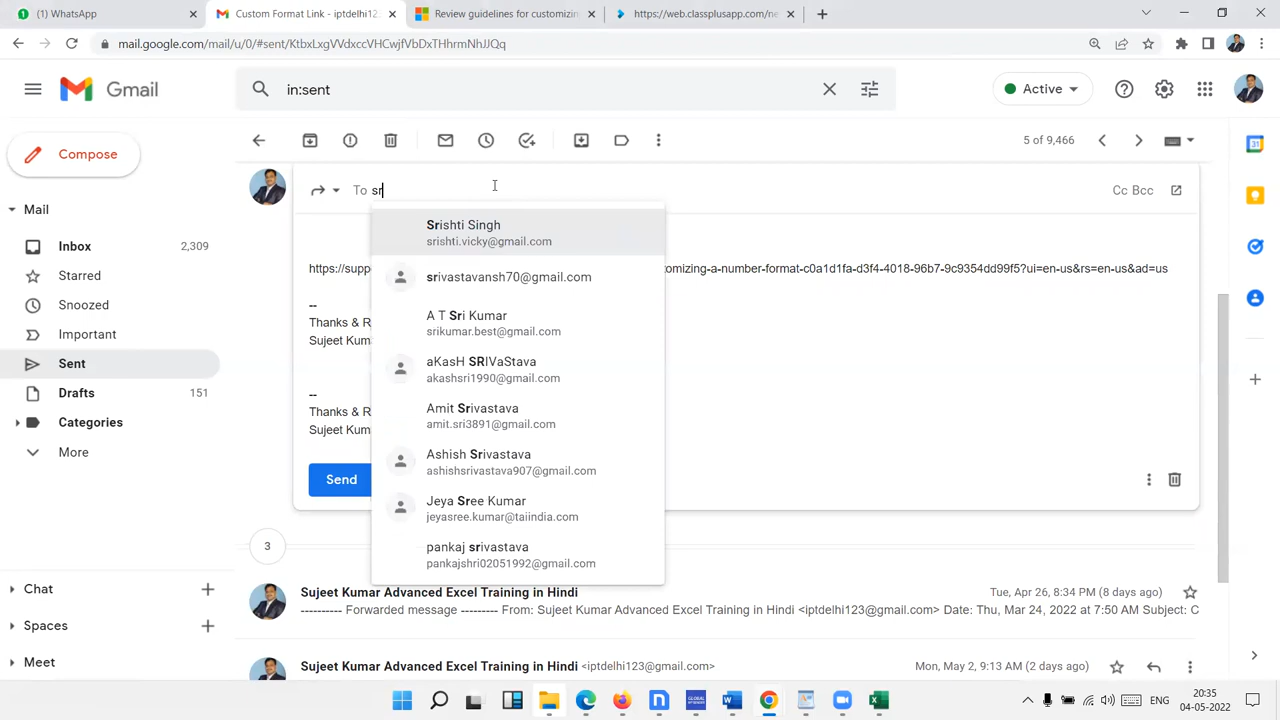 (1) WhatsApp
Custom Format Link - iptdelhi12
Review guidelines for customizin
https://web.classplusapp.com/ne
mail.google.com/mail/u/0/#sent/KtbxLxgVVdxccVHCwjfVbDxTHhrmNhJJQq
Gmail
in:sent
Active
Compose
5 of 9,466
Mail
Inbox 2,309
Starred
Snoozed
Important
Sent
Drafts 151
Categories
More
To sr
Cc Bcc
Srishti Singh
srishti.vicky@gmail.com
srivastavansh70@gmail.com
A T Sri Kumar
srikumar.best@gmail.com
aKasH SRIVaStava
akashsri1990@gmail.com
Amit Srivastava
amit.sri3891@gmail.com
Ashish Srivastava
ashishsrivastava907@gmail.com
Jeya Sree Kumar
jeyasree.kumar@taiindia.com
pankaj srivastava
pankajshri02051992@gmail.com
https://suppo
omizing-a-number-format-c0a1d1fa-d3f4-4018-96b7-9c9354dd99f5?ui=en-us&rs=en-us&ad=us
--
Thanks & R
Sujeet Kum
--
Thanks & R
Sujeet Kum
Send
3
Sujeet Kumar Advanced Excel Training in Hindi
Tue, Apr 26, 8:34 PM (8 days ago)
---------- Forwarded message --------- From: Sujeet Kumar Advanced Excel Training in Hindi <iptdelhi123@gmail.com> Date: Thu, Mar 24, 2022 at 7:50 AM Subject: C
Sujeet Kumar Advanced Excel Training in Hindi <iptdelhi123@gmail.com>
Mon, May 2, 9:13 AM (2 days ago)
Chat
Spaces
Meet
ENG
20:35
04-05-2022